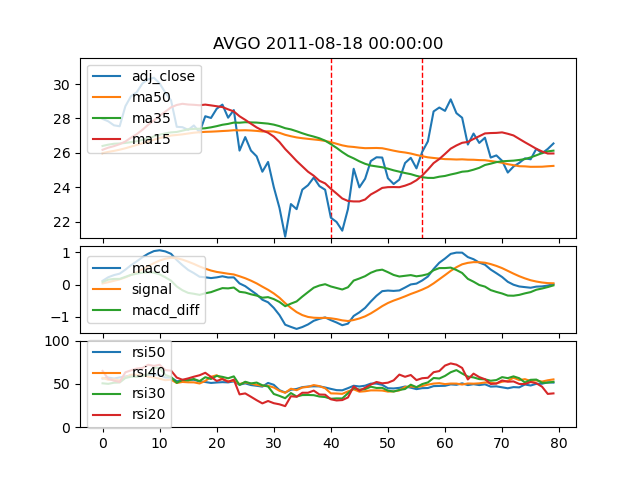 AVGO 2011-08-18 00:00:00
30
28
26
24
22
adj_close
ma50
ma35
ma15
1
0
−1
macd
signal
macd_diff
100
50
0
rsi50
rsi40
rsi30
rsi20
0 10 20 30 40 50 60 70 80